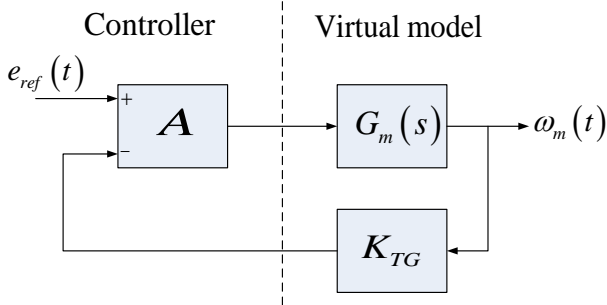 Controller
Virtual model
e_ref(t)
+
A
−
G_m(s)
ω_m(t)
K_TG